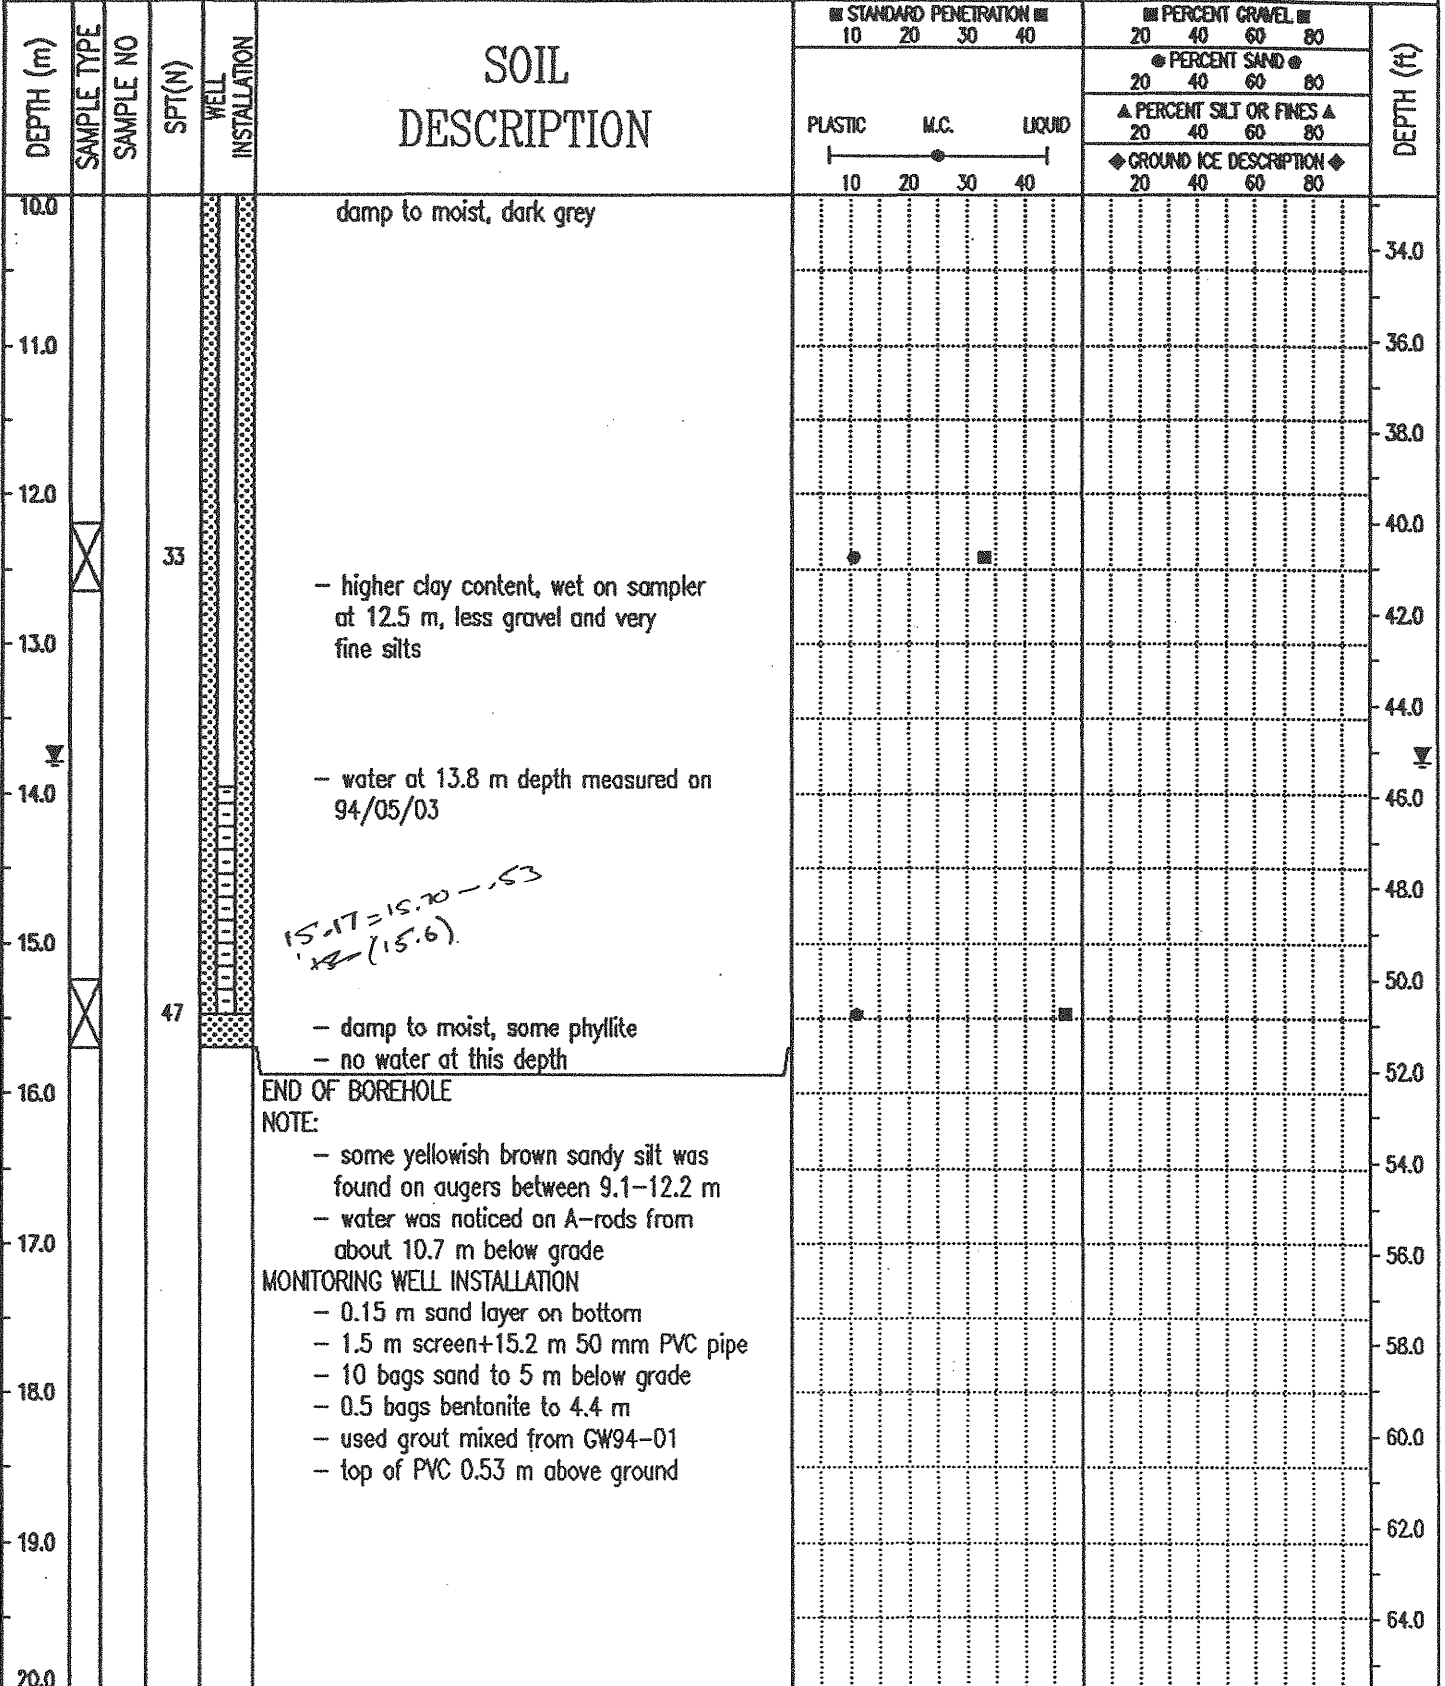 DEPTH (m)
SAMPLE TYPE
SAMPLE NO
SPT(N)
WELL
INSTALLATION
SOIL
DESCRIPTION
■ STANDARD PENETRATION ■
10 20 30 40
PLASTIC M.C. LIQUID
10 20 30 40
■ PERCENT GRAVEL ■
20 40 60 80
● PERCENT SAND ●
20 40 60 80
▲ PERCENT SILT OR FINES ▲
20 40 60 80
◆ GROUND ICE DESCRIPTION ◆
20 40 60 80
DEPTH (ft)
10.0
damp to moist, dark grey
34.0
11.0
36.0
38.0
12.0
40.0
33
– higher clay content, wet on sampler
at 12.5 m, less gravel and very
fine silts
42.0
13.0
44.0
– water at 13.8 m depth measured on
94/05/03
14.0
46.0
15.17 = 15.70 – .53
(15.6)
48.0
15.0
50.0
47
– damp to moist, some phyllite
– no water at this depth
52.0
16.0
END OF BOREHOLE
NOTE:
– some yellowish brown sandy silt was
found on augers between 9.1–12.2 m
54.0
– water was noticed on A–rods from
about 10.7 m below grade
17.0
56.0
MONITORING WELL INSTALLATION
– 0.15 m sand layer on bottom
– 1.5 m screen+15.2 m 50 mm PVC pipe
58.0
– 10 bags sand to 5 m below grade
18.0
– 0.5 bags bentonite to 4.4 m
– used grout mixed from GW94–01
60.0
– top of PVC 0.53 m above ground
19.0
62.0
64.0
20.0